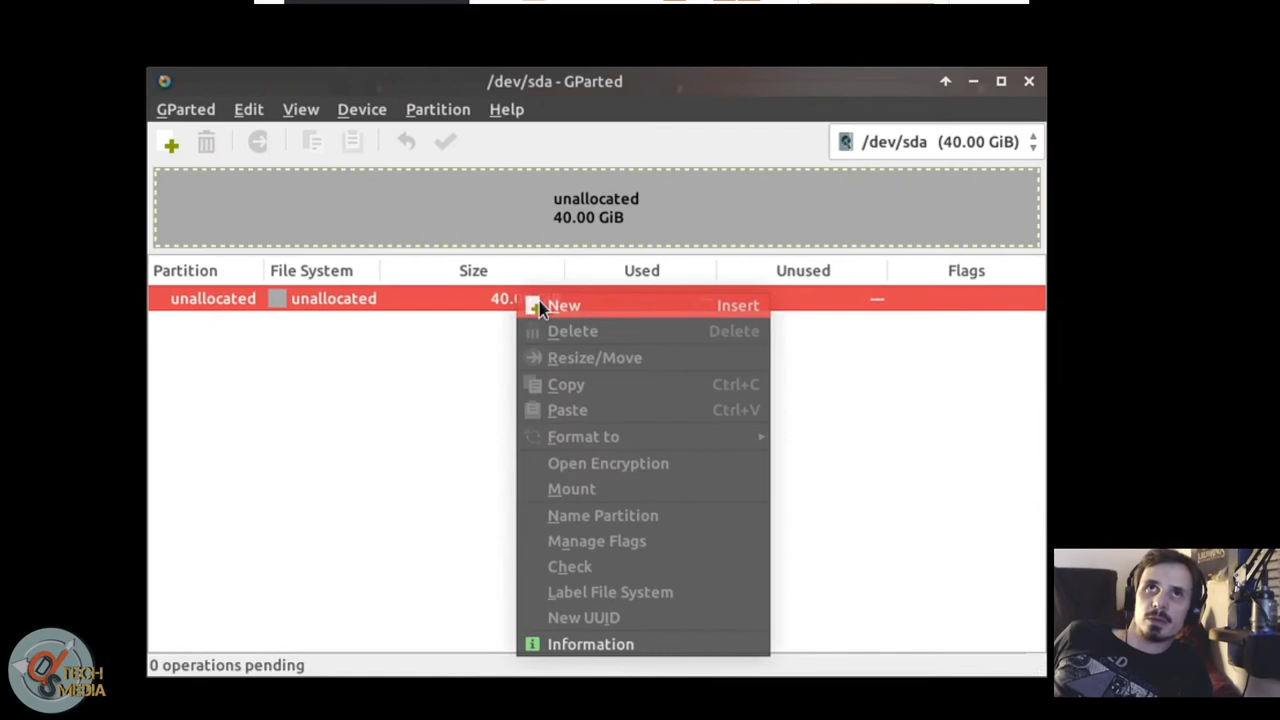 /dev/sda - GParted
GParted Edit View Device Partition Help
/dev/sda (40.00 GiB)
unallocated
40.00 GiB
Partition File System Size Used Unused Flags
unallocated unallocated 40.0 —
New Insert
Delete Delete
Resize/Move
Copy Ctrl+C
Paste Ctrl+V
Format to
Open Encryption
Mount
Name Partition
Manage Flags
Check
Label File System
New UUID
Information
0 operations pending
TECH
MEDIA